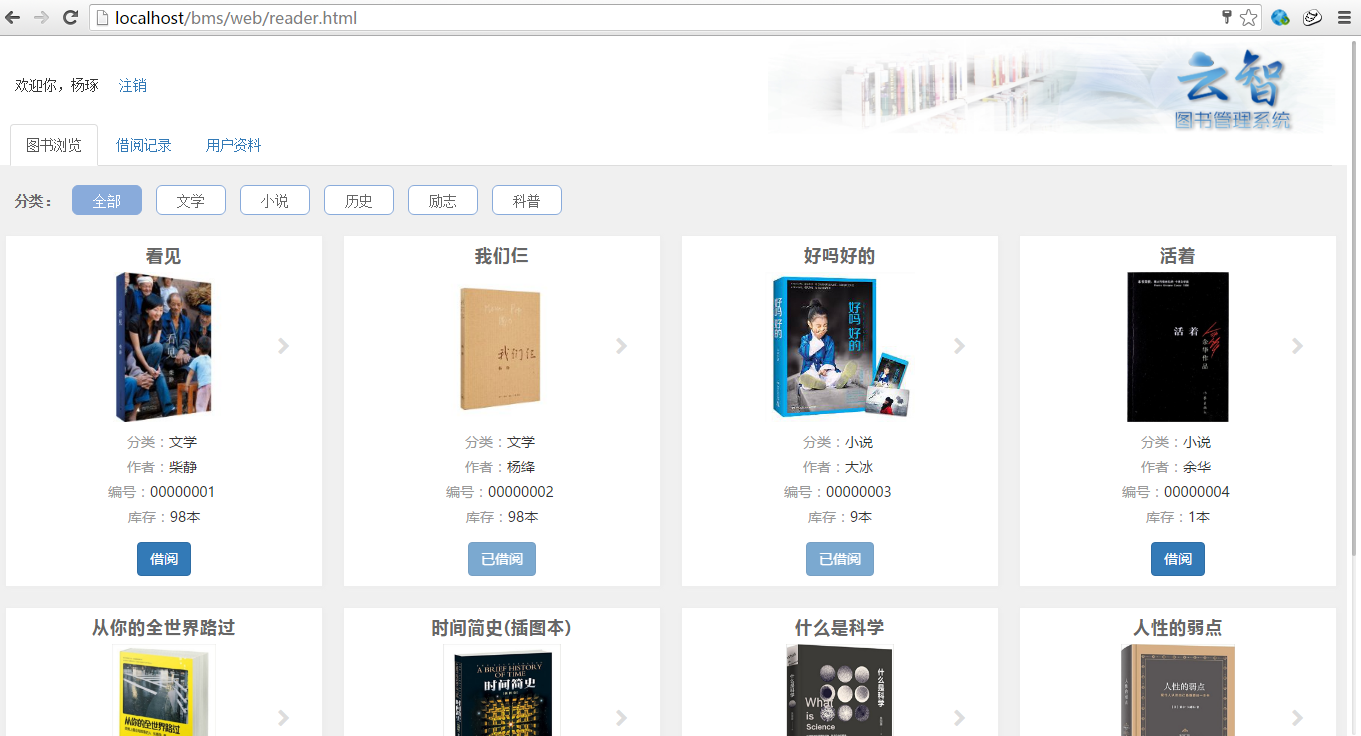 localhost/bms/web/reader.html
欢迎你，杨琢 注销
云智
图书管理系统
图书浏览 借阅记录 用户资料
分类： 全部 文学 小说 历史 励志 科普
看见 我们仨 好吗好的 活着
看见
我们仨
好吗好的
好吗好的
活着
余华作品
分类：文学 分类：文学 分类：小说 分类：小说
作者：柴静 作者：杨绛 作者：大冰 作者：余华
编号：00000001 编号：00000002 编号：00000003 编号：00000004
库存：98本 库存：98本 库存：9本 库存：1本
借阅 已借阅 已借阅 借阅
从你的全世界路过 时间简史(插图本) 什么是科学 人性的弱点
从你的全世界路过
A BRIEF HISTORY
OF TIME
时间简史
什么是科学
What
is
Science
人性的弱点